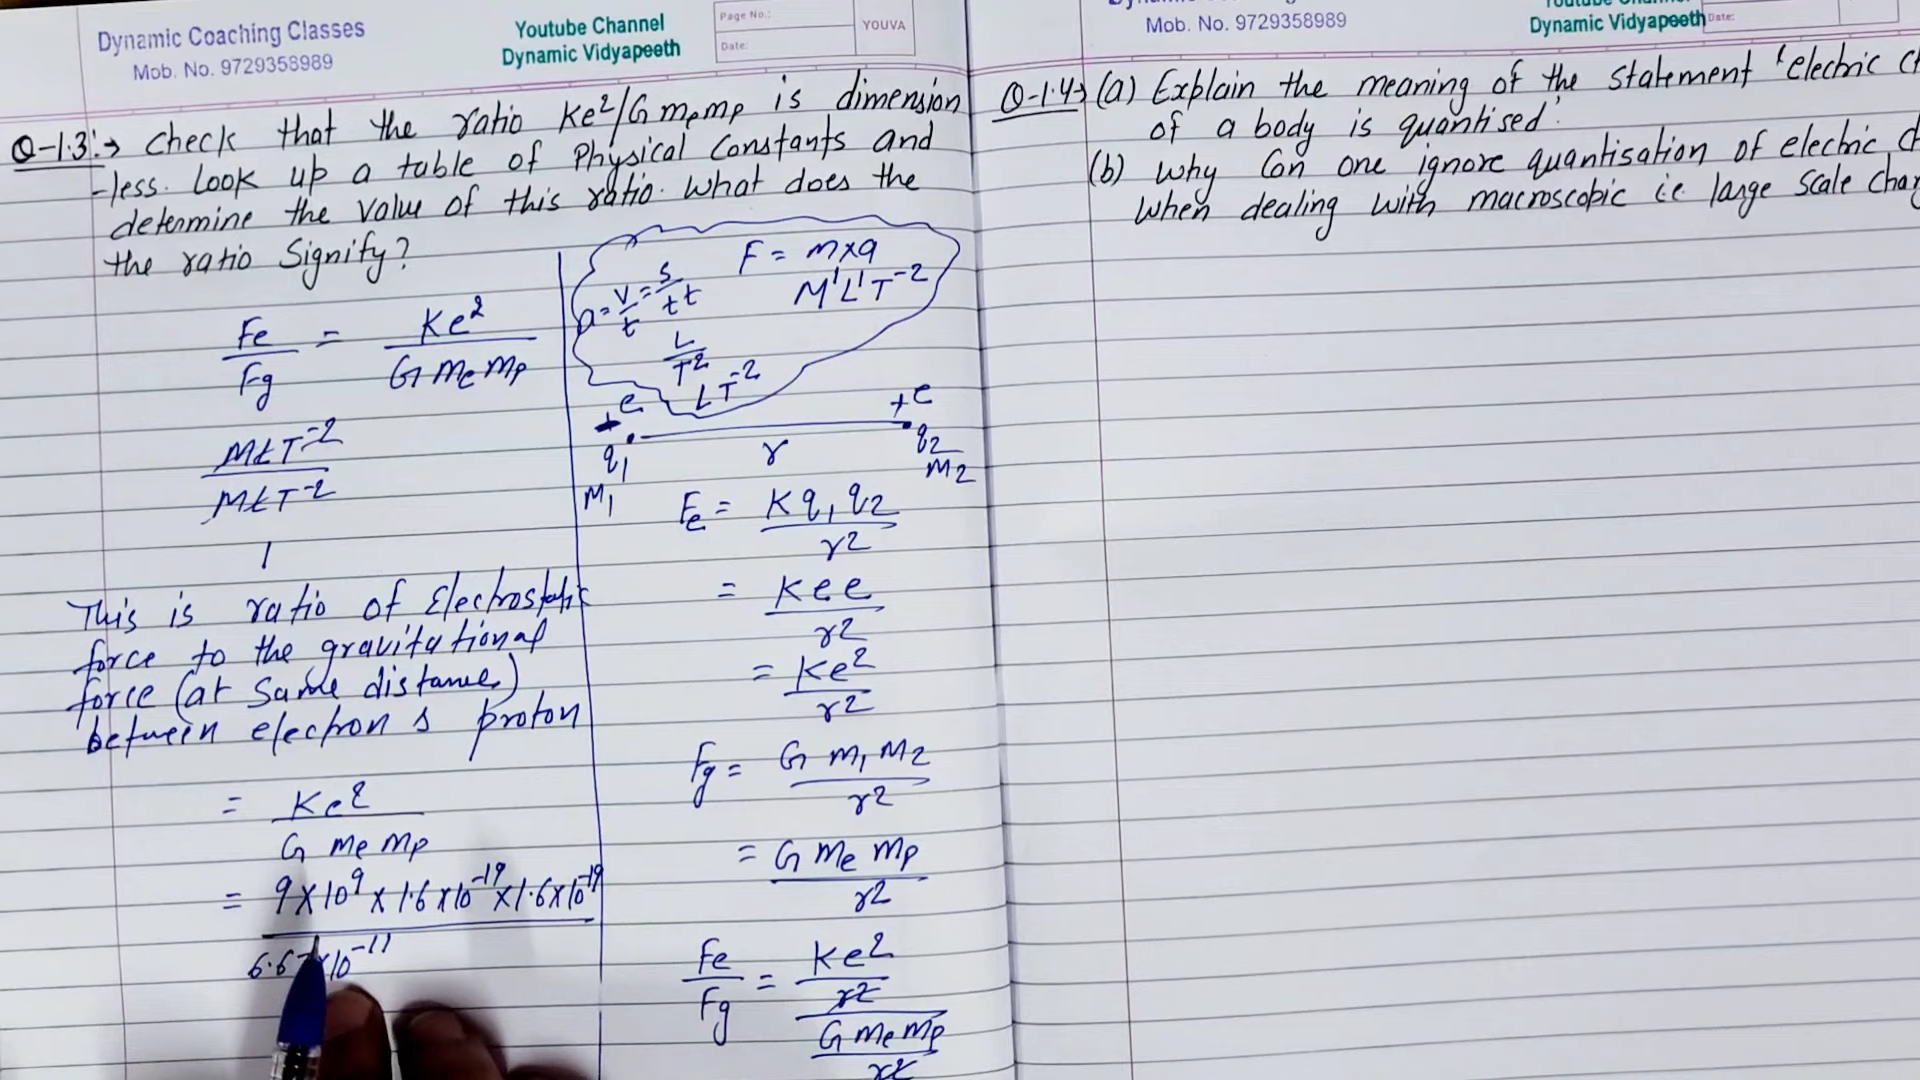 Dynamic Coaching Classes
Mob. No. 9729358989
Youtube Channel
Dynamic Vidyapeeth
Page No.:
Date:
YOUVA
Q-1.3:→ Check that the ratio Ke²/G memp is dimension
-less. Look up a table of Physical Constants and
determine the value of this ratio. What does the
the ratio Signify?
Fe/Fg = Ke²/G me mp
MLT⁻²/MLT⁻²
1
This is ratio of Electrostatic
force to the gravitational
force (at same distance)
between electron & proton
= Ke²/G me mp
= 9×10⁹ × 1.6×10⁻¹⁹ × 1.6×10⁻¹⁹
×10⁻¹¹
F = m×a
M¹L¹T⁻²
a = v/t = s/t t
L/T²
LT⁻²
+e
+e
q₁
r
q₂
M₁
M₂
Fe = K q₁ q₂/r²
= K e e/r²
= Ke²/r²
Fg = G m₁ M₂/r²
= G me mp/r²
Fe/Fg = Ke²/r²/G me mp/r²
Mob. No. 9729358989
Dynamic Vidyapeeth
Date:
Q-1.4→ (a) Explain the meaning of the statement 'electric
of a body is quantised.'
(b) Why Can one ignore quantisation of electric
when dealing with macroscopic i.e. large scale